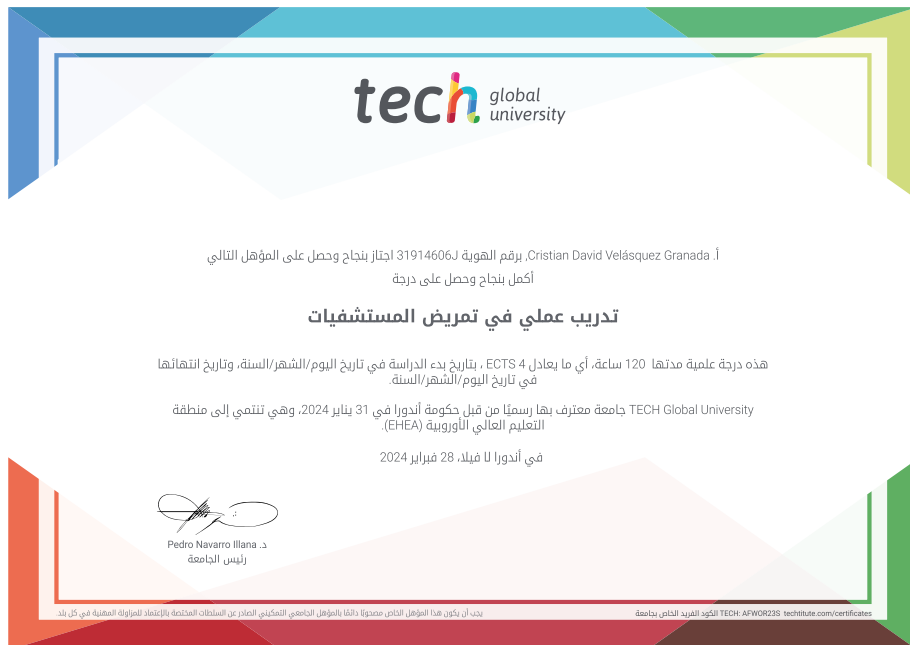 tech global
university
أ. Cristian David Velásquez Granada, برقم الهوية 31914606J اجتاز بنجاح وحصل على المؤهل التالي
أكمل بنجاح وحصل على درجة
تدريب عملي في تمريض المستشفيات
هذه درجة علمية مدتها 120 ساعة، أي ما يعادل 4 ECTS ، بتاريخ بدء الدراسة في تاريخ اليوم/الشهر/السنة، وتاريخ انتهائها
في تاريخ اليوم/الشهر/السنة.
TECH Global University جامعة معترف بها رسميًا من قبل حكومة أندورا في 31 يناير 2024، وهي تنتمي إلى منطقة
التعليم العالي الأوروبية (EHEA).
في أندورا لا فيلا، 28 فبراير 2024
د. Pedro Navarro Illana
رئيس الجامعة
يجب أن يكون هذا المؤهل الخاص مصحوبًا دائمًا بالمؤهل الجامعي التمكيني الصادر عن السلطات المختصة بالإعتماد للمزاولة المهنية في كل بلد.
الكود الفريد الخاص بجامعة TECH: AFWOR23S techtitute.com/certificates